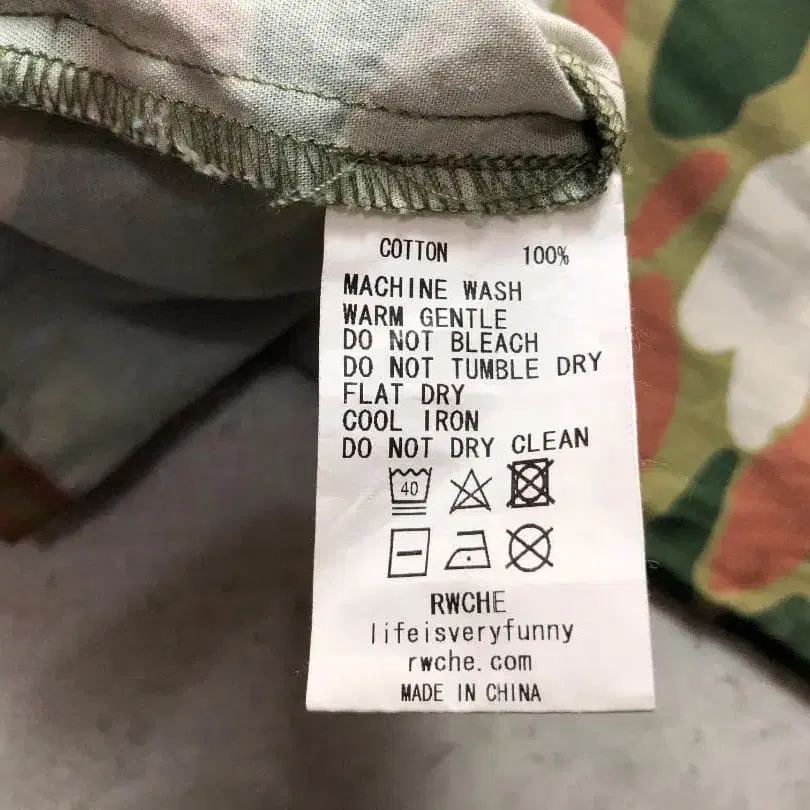 COTTON 100%
MACHINE WASH
WARM GENTLE
DO NOT BLEACH
DO NOT TUMBLE DRY
FLAT DRY
COOL IRON
DO NOT DRY CLEAN
40
RWCHE
lifeisveryfunny
rwche.com
MADE IN CHINA